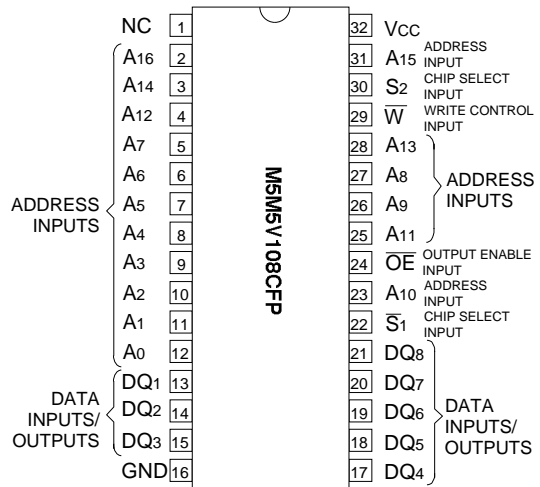 NC 1
A16 2
A14 3
A12 4
A7 5
A6 6
A5 7
A4 8
A3 9
A2 10
A1 11
A0 12
DQ1 13
DQ2 14
DQ3 15
GND 16
ADDRESS
INPUTS
DATA
INPUTS/
OUTPUTS
M5M5V108CFP
32 VCC
31 A15 ADDRESS
INPUT
30 S2 CHIP SELECT
INPUT
29 W̅ WRITE CONTROL
INPUT
28 A13
27 A8
26 A9
25 A11
ADDRESS
INPUTS
24 O̅E̅ OUTPUT ENABLE
INPUT
23 A10 ADDRESS
INPUT
22 S̅1 CHIP SELECT
INPUT
21 DQ8
20 DQ7
19 DQ6
18 DQ5
17 DQ4
DATA
INPUTS/
OUTPUTS